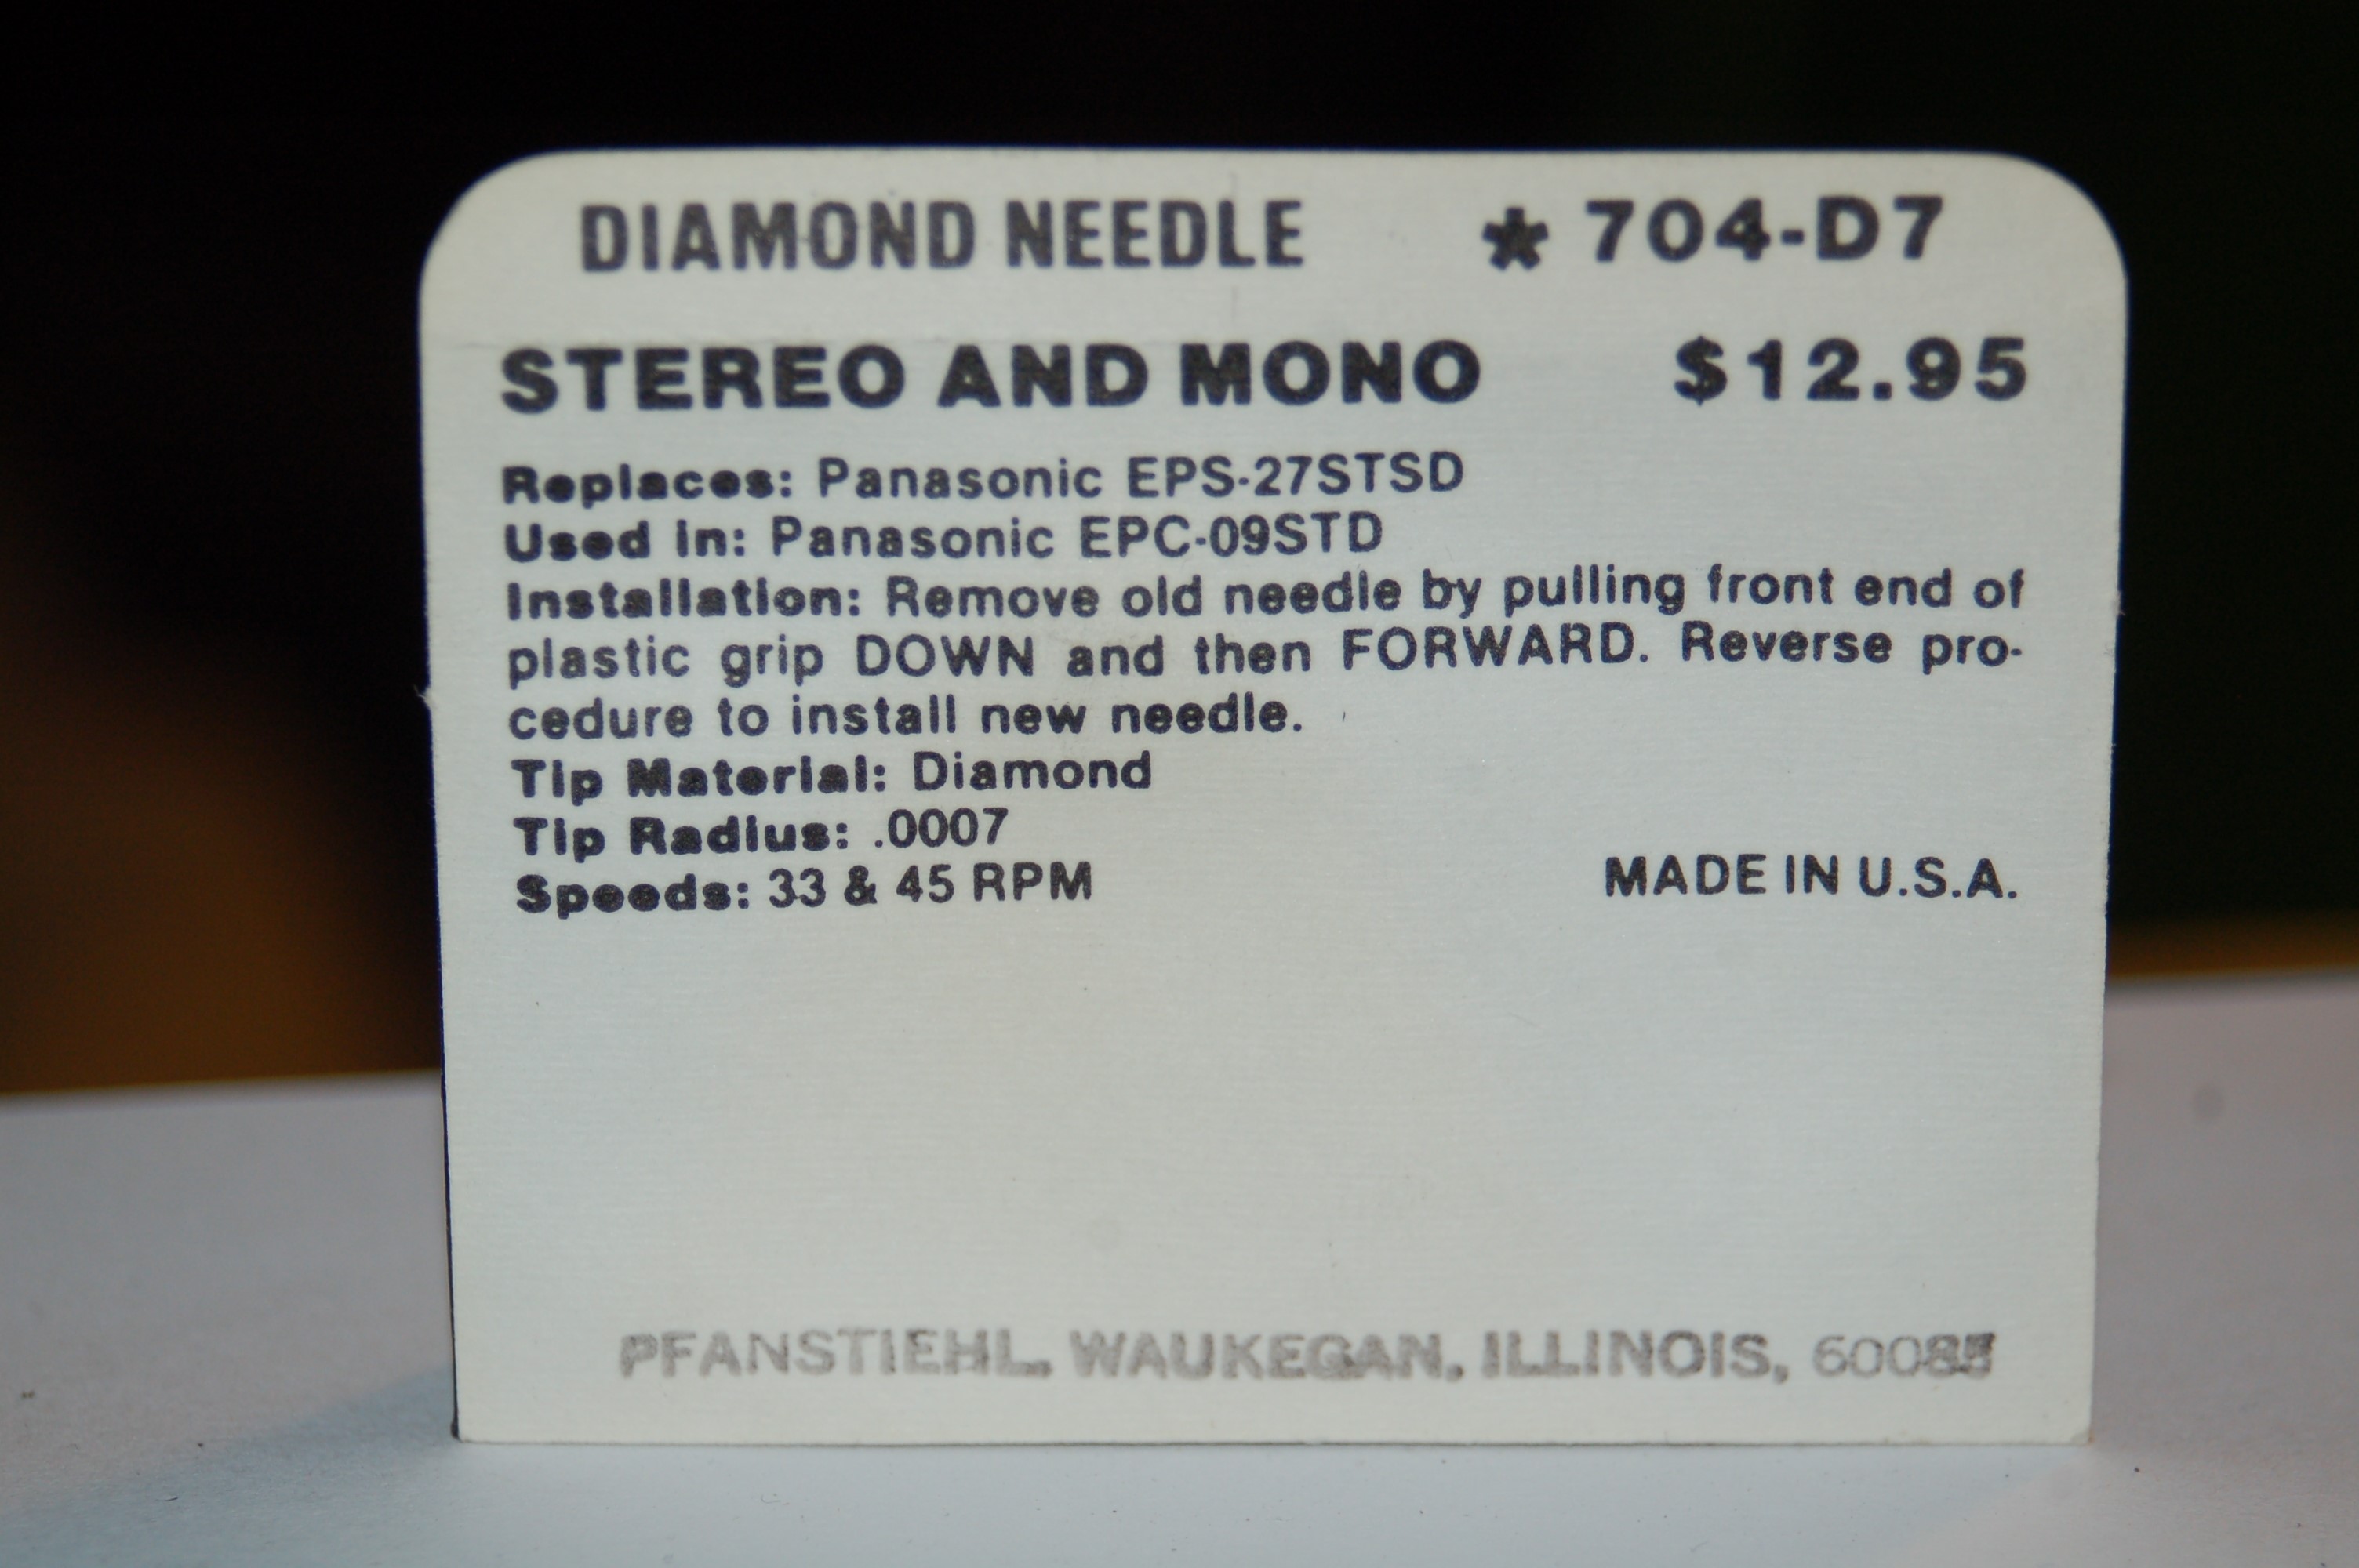 DIAMOND NEEDLE * 704-D7
STEREO AND MONO $12.95
Replaces: Panasonic EPS-27STSD
Used in: Panasonic EPC-09STD
Installation: Remove old needle by pulling front end of
plastic grip DOWN and then FORWARD. Reverse pro-
cedure to install new needle.
Tip Material: Diamond
Tip Radius: .0007
Speeds: 33 & 45 RPM MADE IN U.S.A.
PFANSTIEHL, WAUKEGAN, ILLINOIS, 60085